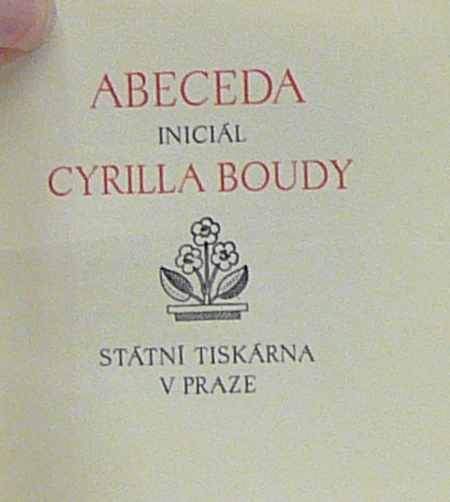 ABECEDA
INICIÁL
CYRILLA BOUDY
STÁTNÍ TISKÁRNA
V PRAZE